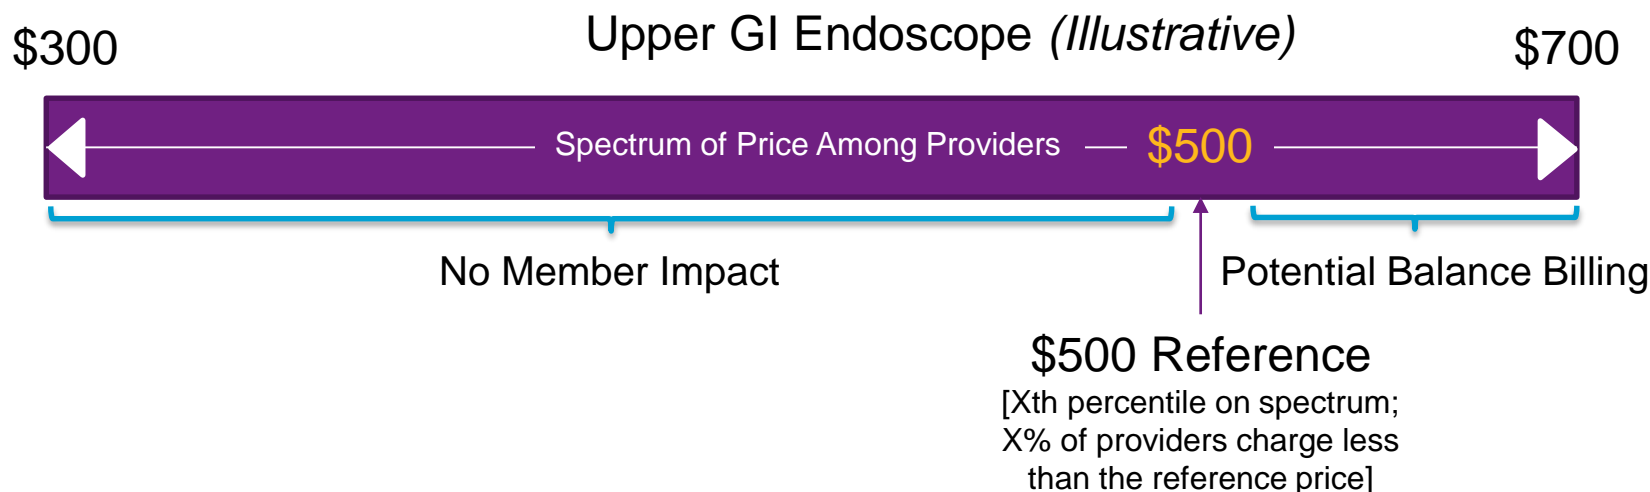 Upper GI Endoscope (Illustrative)
$300
$700
Spectrum of Price Among Providers
$500
No Member Impact
Potential Balance Billing
$500 Reference
[Xth percentile on spectrum;
X% of providers charge less
than the reference price]